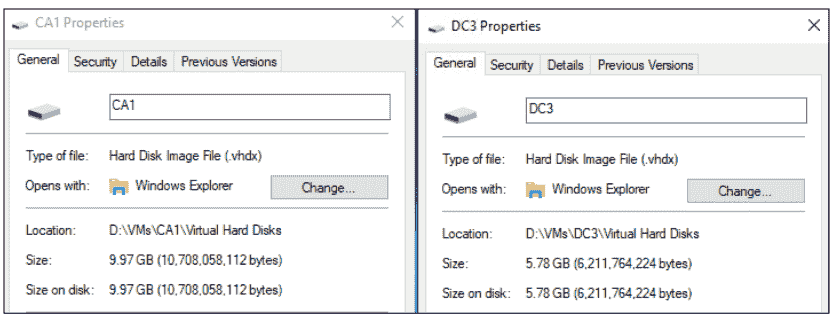 CA1 Properties
General Security Details Previous Versions
CA1
Type of file: Hard Disk Image File (.vhdx)
Opens with: Windows Explorer Change...
Location: D:\VMs\CA1\Virtual Hard Disks
Size: 9.97 GB (10,708,058,112 bytes)
Size on disk: 9.97 GB (10,708,058,112 bytes)
DC3 Properties
General Security Details Previous Versions
DC3
Type of file: Hard Disk Image File (.vhdx)
Opens with: Windows Explorer Change...
Location: D:\VMs\DC3\Virtual Hard Disks
Size: 5.78 GB (6,211,764,224 bytes)
Size on disk: 5.78 GB (6,211,764,224 bytes)